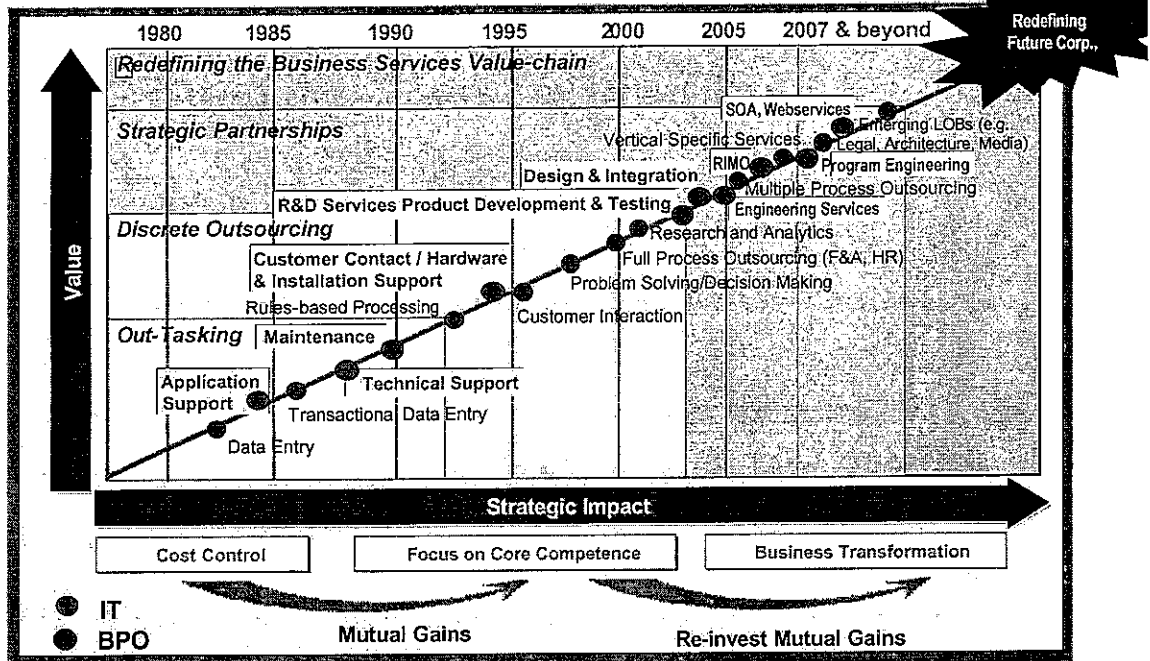 1980 1985 1990 1995 2000 2005 2007 & beyond
Redefining
Future Corp.,
Redefining the Business Services Value-chain
SOA, Webservices
Emerging LOBs (e.g.
Strategic Partnerships
Vertical Specific Services
Legal, Architecture, Media)
RIMO
Program Engineering
Design & Integration
Multiple Process Outsourcing
R&D Services Product Development & Testing
Engineering Services
Discrete Outsourcing
Research and Analytics
Customer Contact / Hardware
& Installation Support
Full Process Outsourcing (F&A, HR)
Problem Solving/Decision Making
Rules-based Processing
Customer Interaction
Out-Tasking
Maintenance
Application
Support
Technical Support
Transactional Data Entry
Data Entry
Value
Strategic Impact
Cost Control
Focus on Core Competence
Business Transformation
IT
BPO
Mutual Gains
Re-invest Mutual Gains